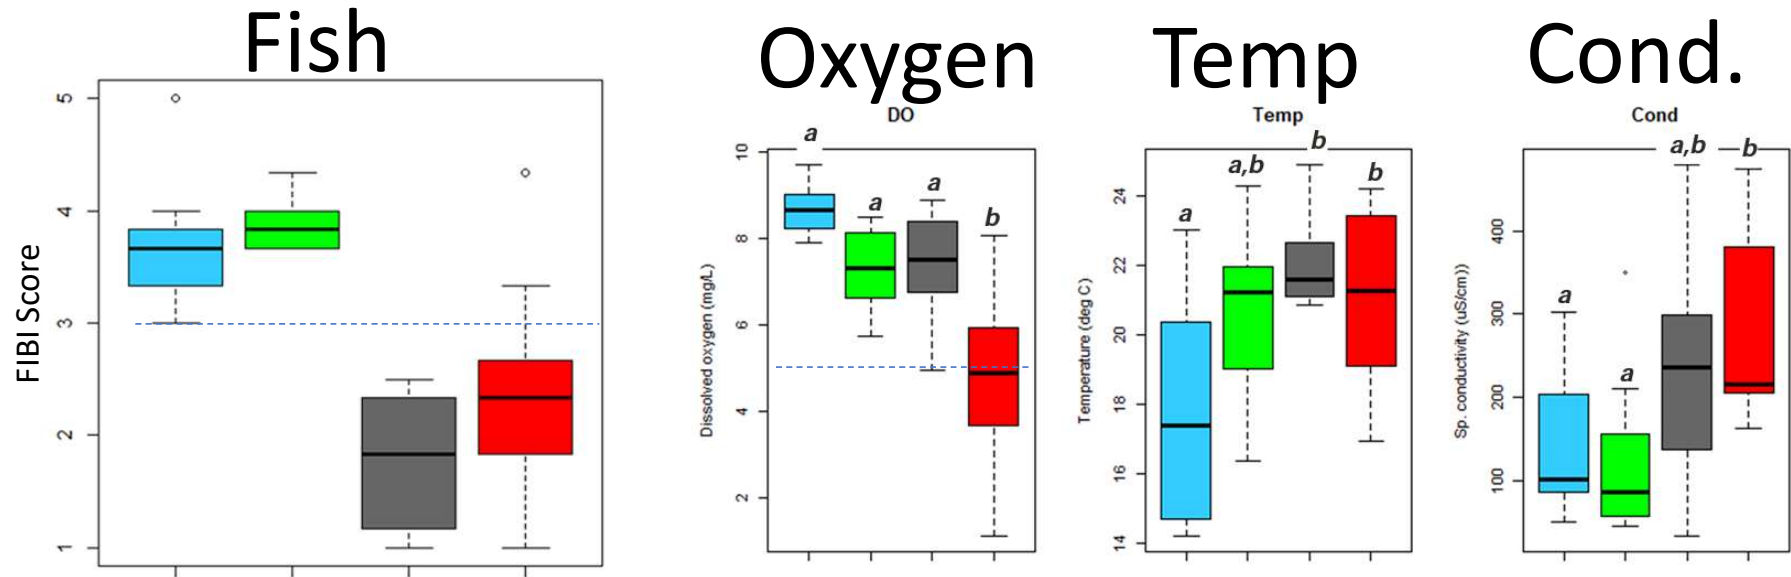 Fish
FIBI Score
5
4
3
2
1
Oxygen
DO
Dissolved oxygen (mg/L)
10
8
6
4
2
a
a
a
b
Temp
Temp
Temperature (deg C)
24
22
20
18
16
14
a
a,b
b
b
Cond.
Cond
Sp. conductivity (uS/cm))
400
300
200
100
a
a
a,b
b